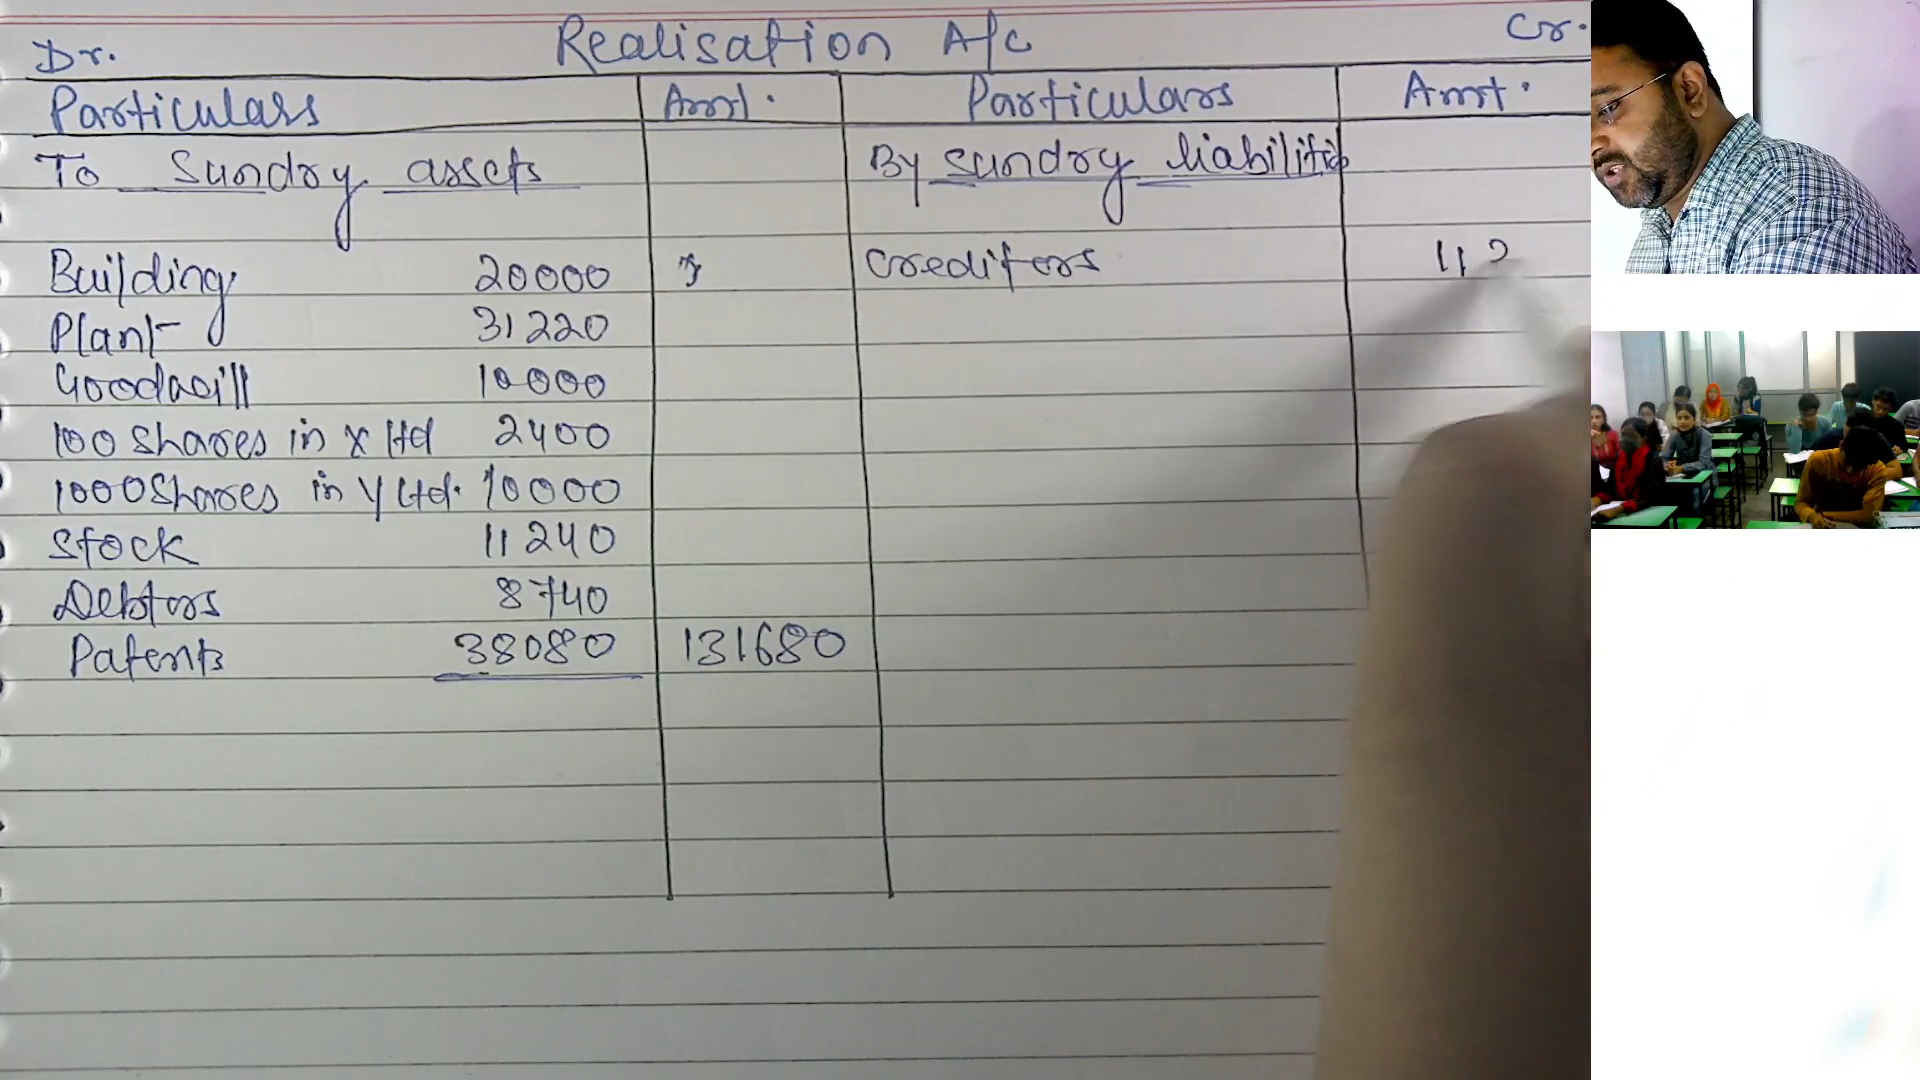 Dr. Realisation A/c Cr.
Particulars Amt. Particulars Amt.
To Sundry assets By Sundry liabilities
Building 20000 Creditors 112
Plant 31220
Goodwill 10000
100 Shares in X Ltd 2400
1000 Shares in Y Ltd. 10000
Stock 11240
Debtors 8740
Patents 38080 131680